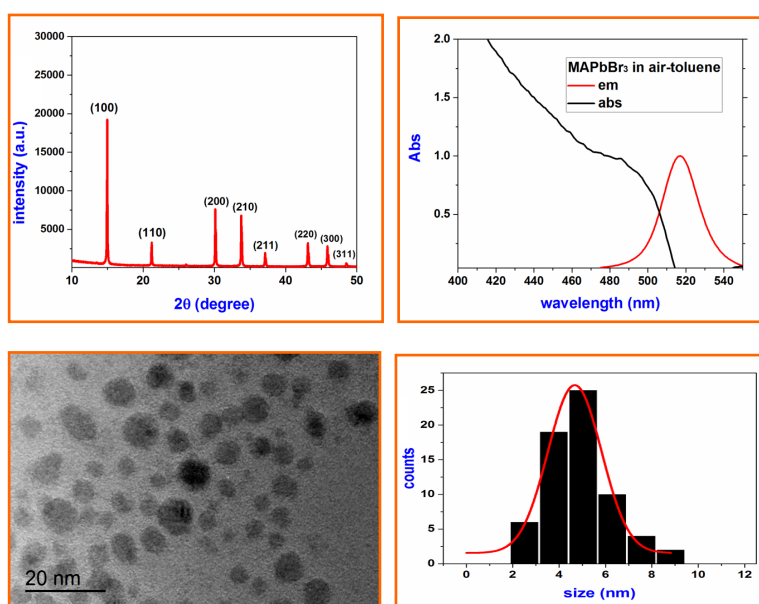 30000
25000
20000
15000
10000
5000
intensity (a.u.)
(100)
(110)
(200)
(210)
(211)
(220)
(300)
(311)
10 20 30 40 50
2θ (degree)
2.0
1.5
1.0
0.5
Abs
MAPbBr₃ in air-toluene
em
abs
400 420 440 460 480 500 520 540
wavelength (nm)
20 nm
25
20
15
10
5
0
counts
0 2 4 6 8 10 12
size (nm)